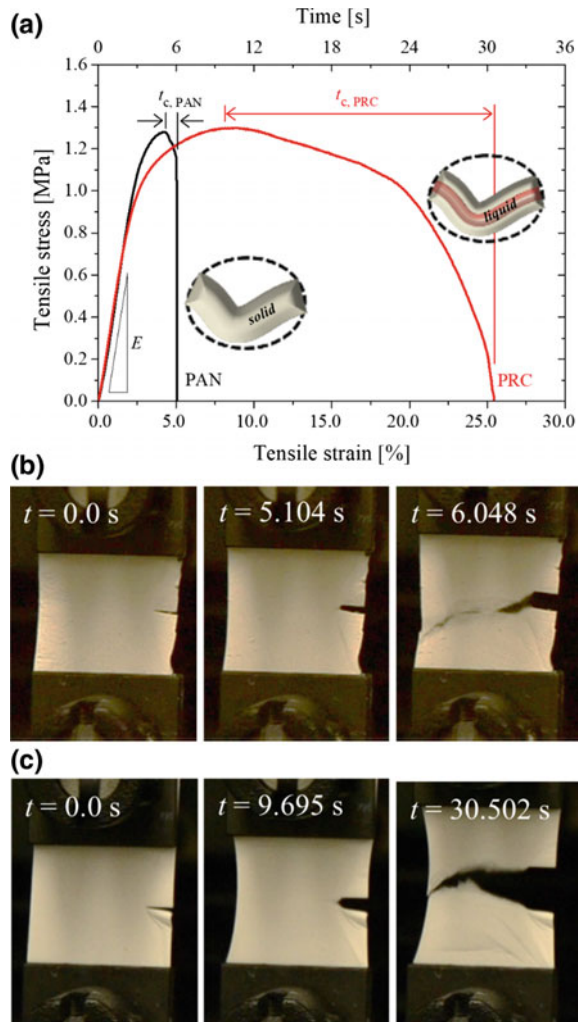 (a)
Time [s]
0 6 12 18 24 30 36
1.6
1.4
1.2
1.0
0.8
0.6
0.4
0.2
0.0
Tensile stress [MPa]
t c, PAN
t c, PRC
liquid
solid
E
PAN
PRC
0.0 5.0 10.0 15.0 20.0 25.0 30.0
Tensile strain [%]
(b)
t = 0.0 s
t = 5.104 s
t = 6.048 s
(c)
t = 0.0 s
t = 9.695 s
t = 30.502 s